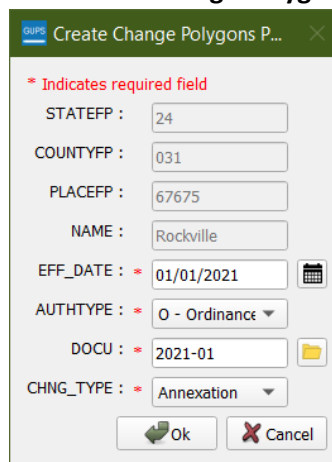 GUPS Create Change Polygons P...
* Indicates required field
STATEFP : 24
COUNTYFP : 031
PLACEFP : 67675
NAME : Rockville
EFF_DATE : * 01/01/2021
AUTHTYPE : * O - Ordinance
DOCU : * 2021-01
CHNG_TYPE : * Annexation
Ok Cancel